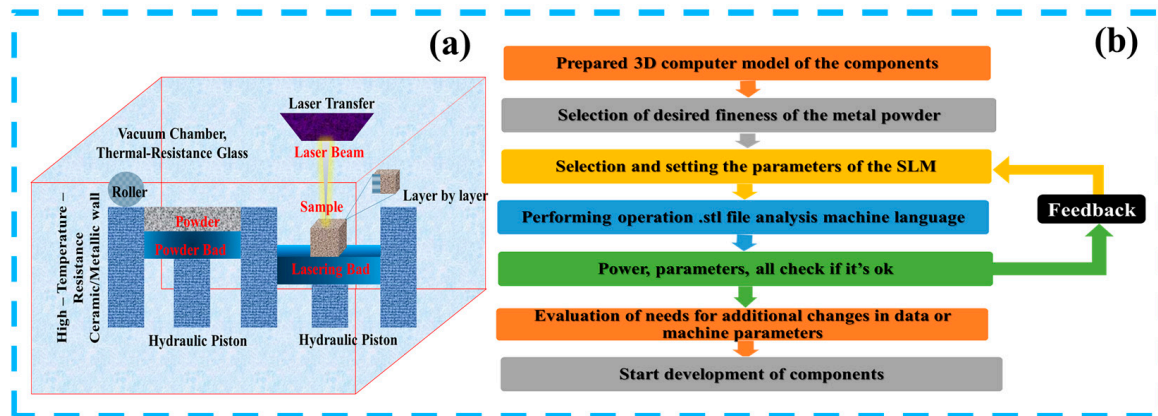 (a)
Laser Transfer
Vacuum Chamber,
Thermal-Resistance Glass
Laser Beam
Roller
Layer by layer
Sample
Powder
Powder Bad
Lasering Bad
High – Temperature –
Resistance
Ceramic/Metallic wall
Hydraulic Piston
Hydraulic Piston
(b)
Prepared 3D computer model of the components
Selection of desired fineness of the metal powder
Selection and setting the parameters of the SLM
Performing operation .stl file analysis machine language
Feedback
Power, parameters, all check if it's ok
Evaluation of needs for additional changes in data or
machine parameters
Start development of components